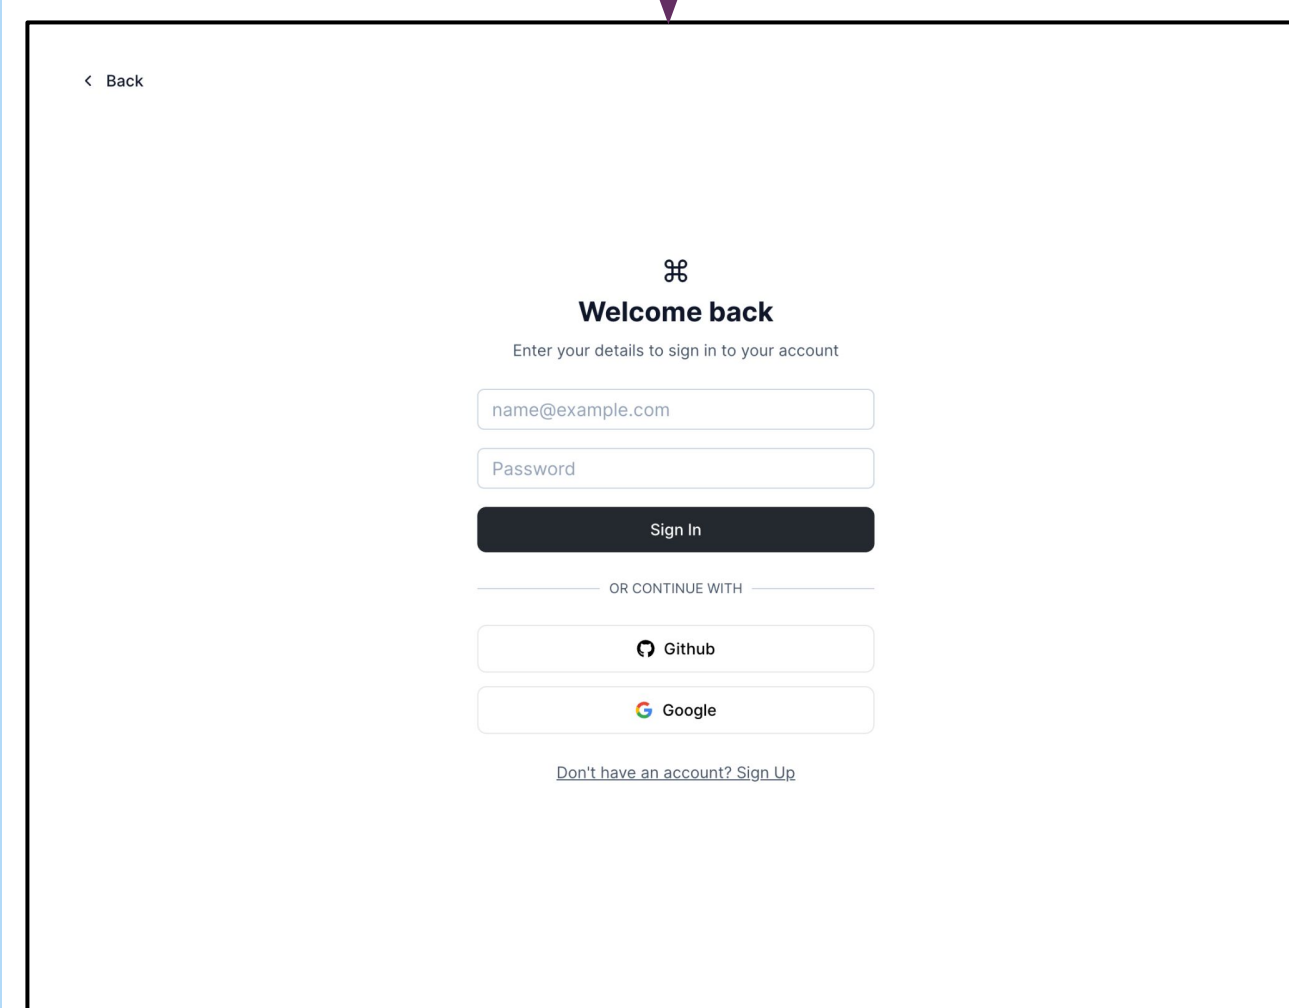 Back
Welcome back
Enter your details to sign in to your account
name@example.com
Password
Sign In
OR CONTINUE WITH
Github
Google
Don't have an account? Sign Up